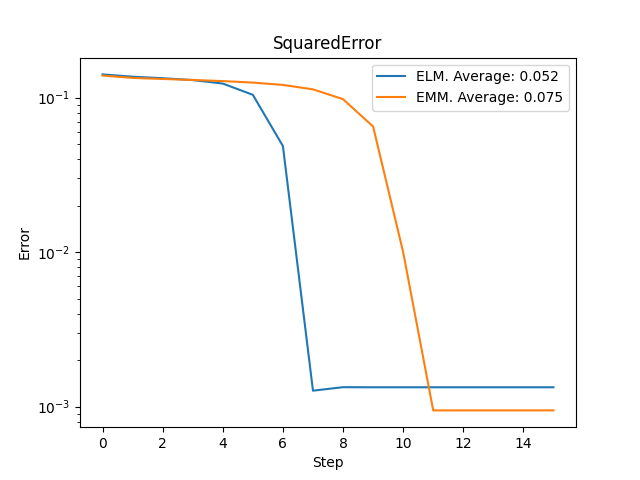 SquaredError
ELM. Average: 0.052
EMM. Average: 0.075
10⁻¹
10⁻²
10⁻³
Error
0 2 4 6 8 10 12 14
Step